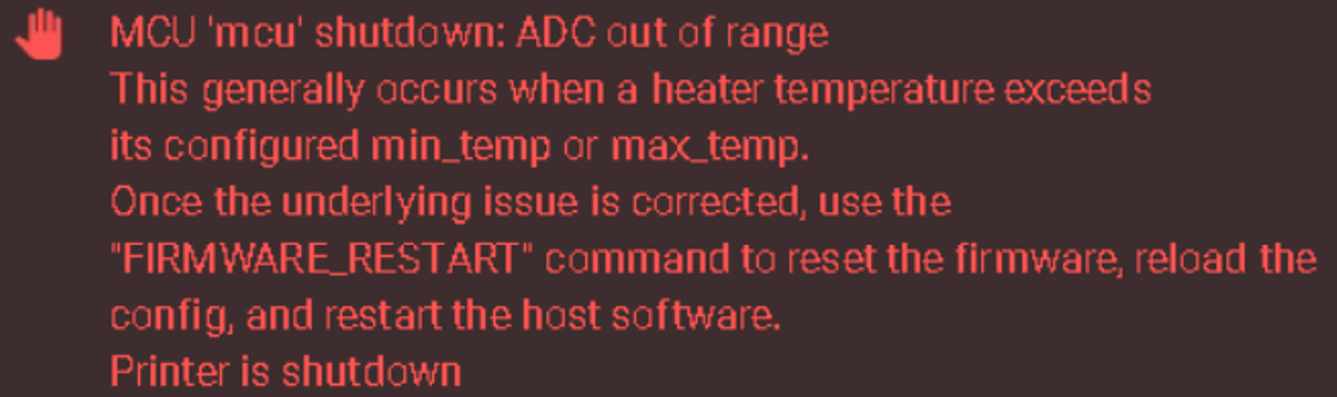 MCU 'mcu' shutdown: ADC out of range
This generally occurs when a heater temperature exceeds
its configured min_temp or max_temp.
Once the underlying issue is corrected, use the
"FIRMWARE_RESTART" command to reset the firmware, reload the
config, and restart the host software.
Printer is shutdown